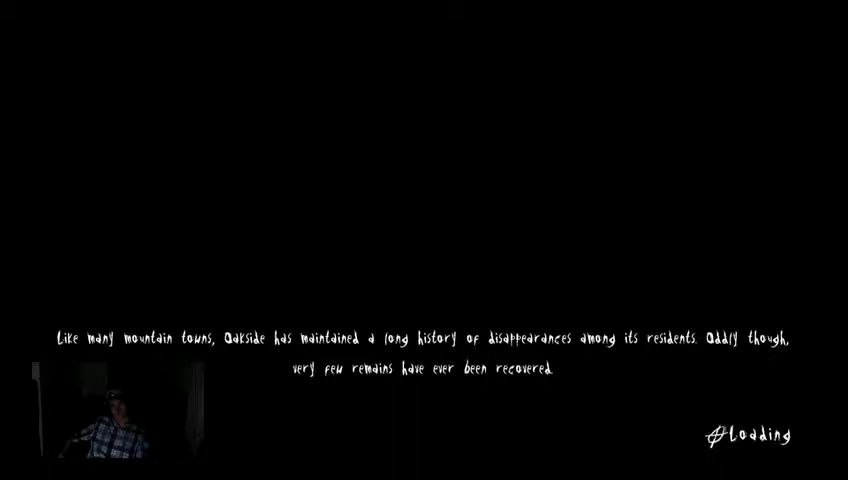 Like many mountain towns, Oakside has maintained a long history of disappearances among its residents. Oddly though,
very few remains have ever been recovered.
Loading